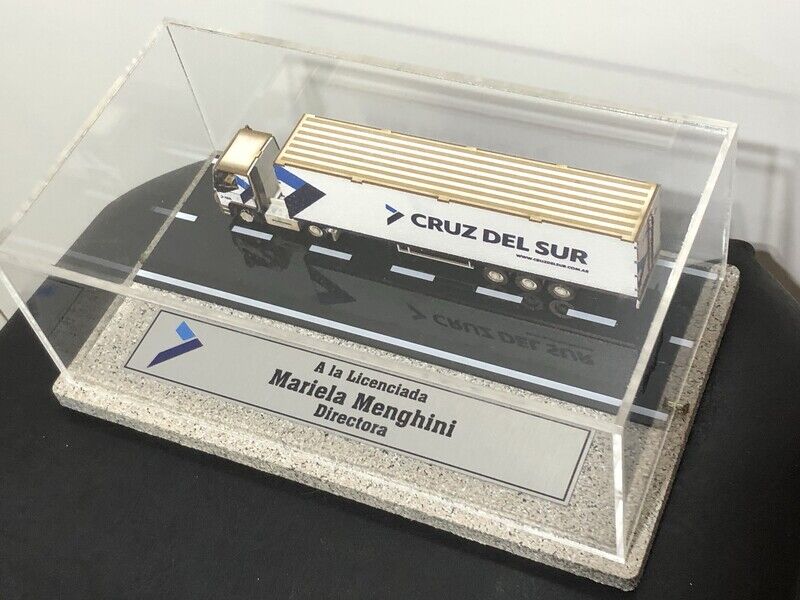 CRUZ DEL SUR
WWW.CRUZDELSUR.COM.AR
A la Licenciada
Mariela Menghini
Directora